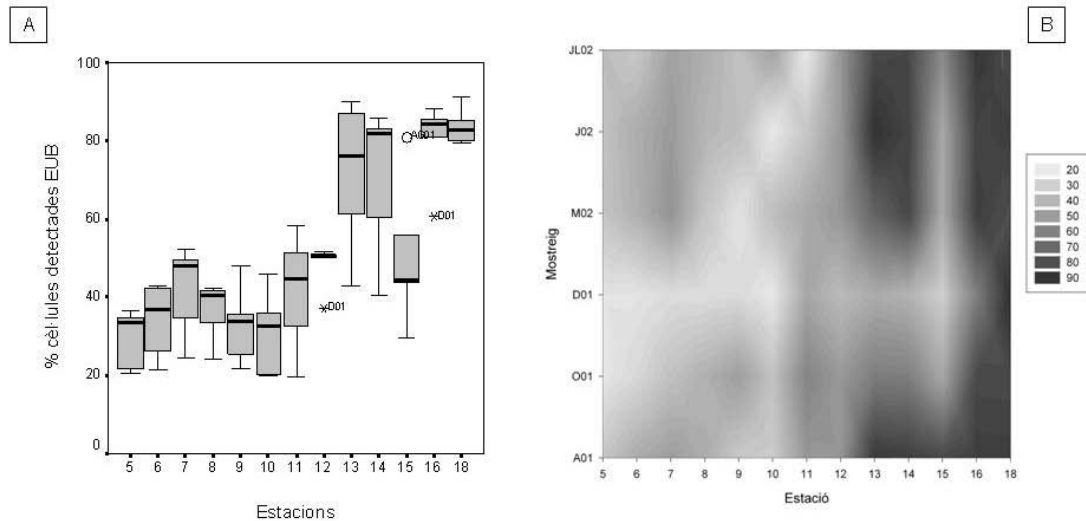 A
B
% cèl·lules detectades EUB
100
80
60
40
20
0
AG01
D01
D01
5 6 7 8 9 10 11 12 13 14 15 16 18
Estacions
Mostreig
JL02
J02
M02
D01
O01
A01
5 6 7 8 9 10 11 12 13 14 15 16 17 18
Estació
20
30
40
50
60
70
80
90